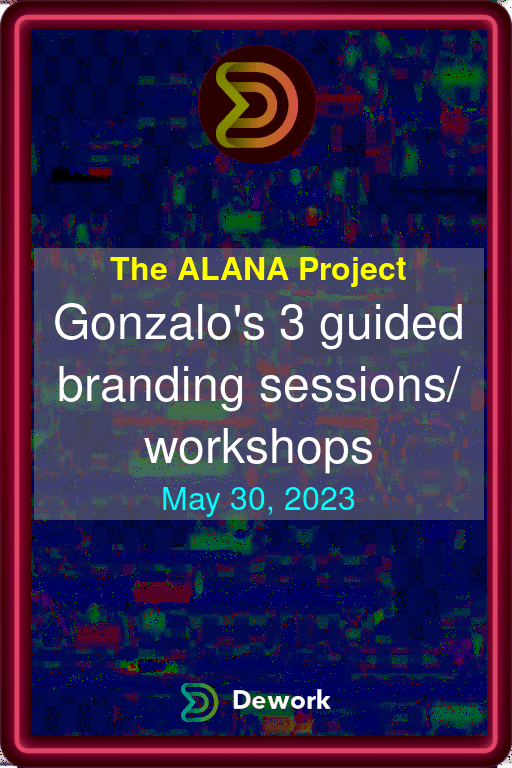 The ALANA Project
Gonzalo's 3 guided
branding sessions/
workshops
May 30, 2023
Dework